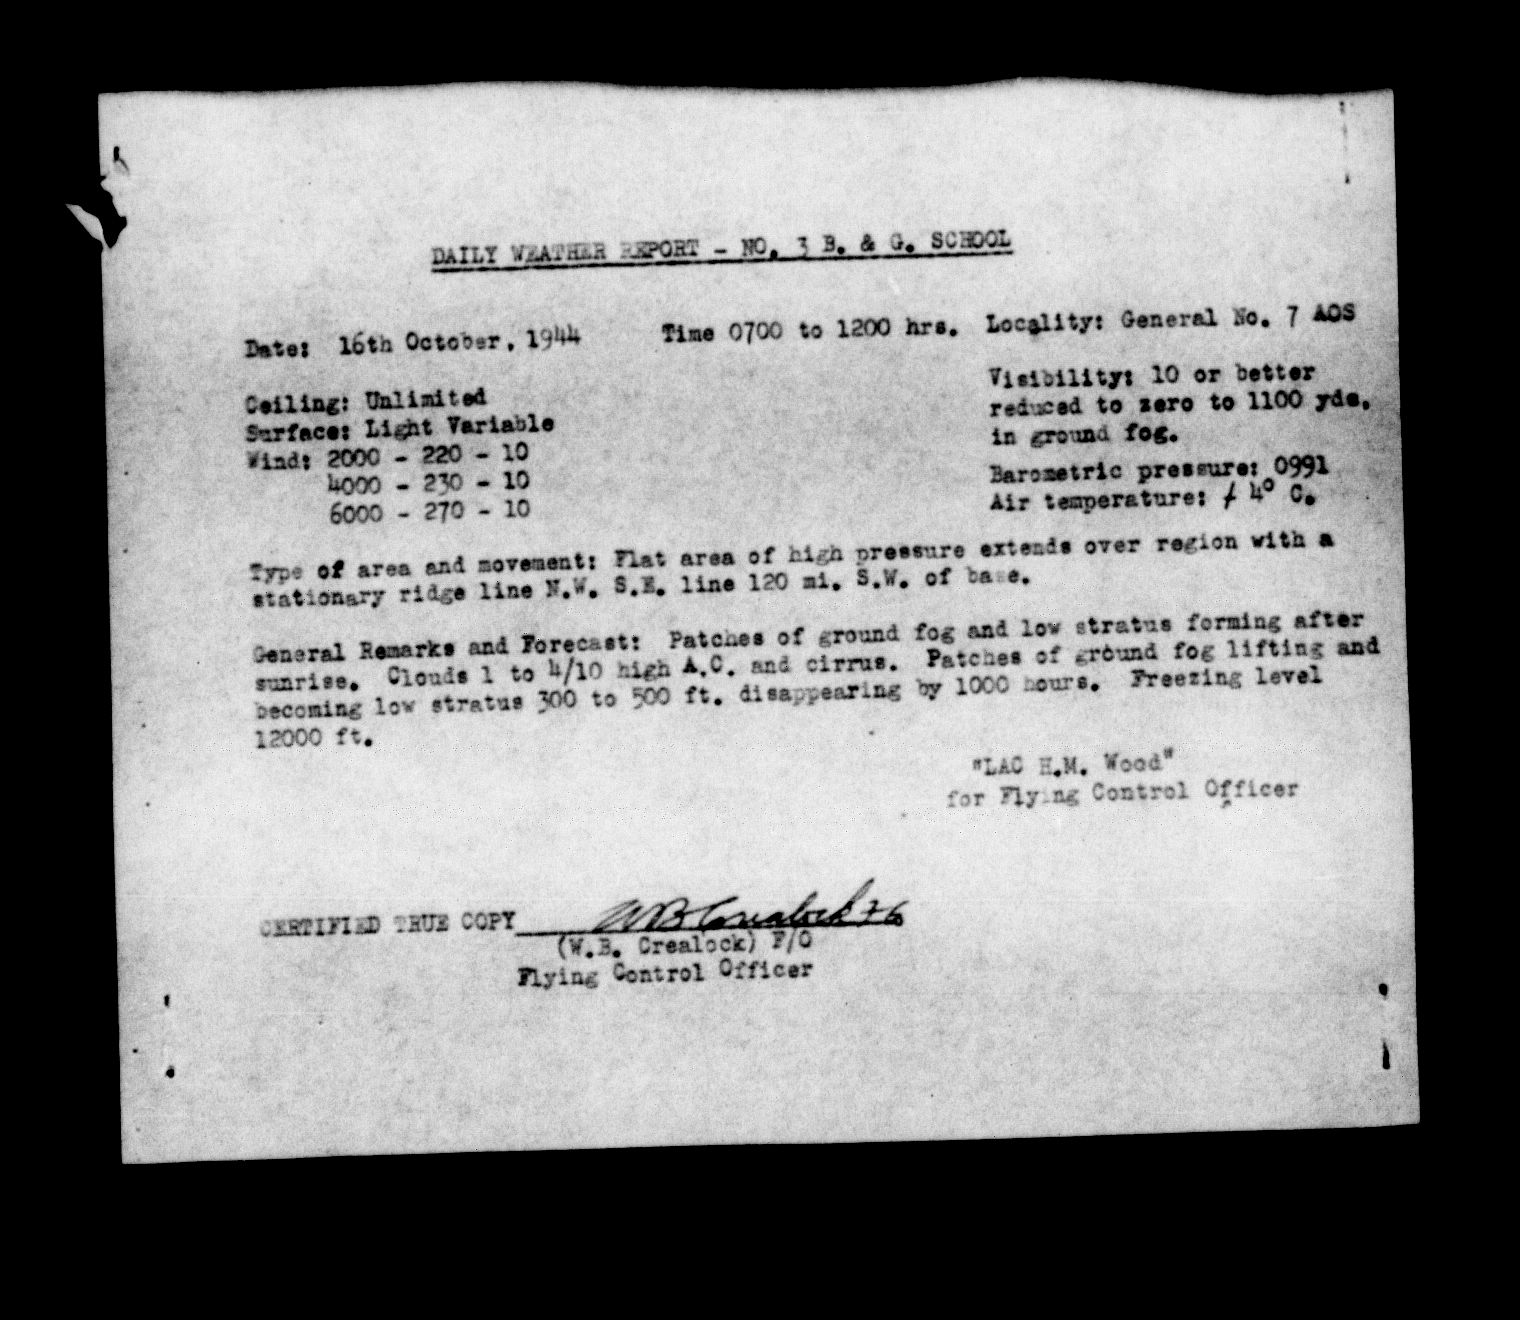 DAILY WEATHER REPORT - NO. 3 B. & G. SCHOOL
Date: 16th October, 1944 Time 0700 to 1200 hrs. Locality: General No. 7 AOS
Ceiling: Unlimited
Surface: Light Variable
Wind: 2000 - 220 - 10
4000 - 230 - 10
6000 - 270 - 10
Visibility: 10 or better
reduced to zero to 1100 yds.
in ground fog.
Barometric pressure: 0991
Air temperature: / 4° C.
Type of area and movement: Flat area of high pressure extends over region with a
stationary ridge line N.W. S.E. line 120 mi. S.W. of base.
General Remarks and Forecast: Patches of ground fog and low stratus forming after
sunrise. Clouds 1 to 4/10 high A.C. and cirrus. Patches of ground fog lifting and
becoming low stratus 300 to 500 ft. disappearing by 1000 hours. Freezing level
12000 ft.
"LAC H.M. Wood"
for Flying Control Officer
CERTIFIED TRUE COPY WB Crealock F/O
(W.B. Crealock) F/O
Flying Control Officer